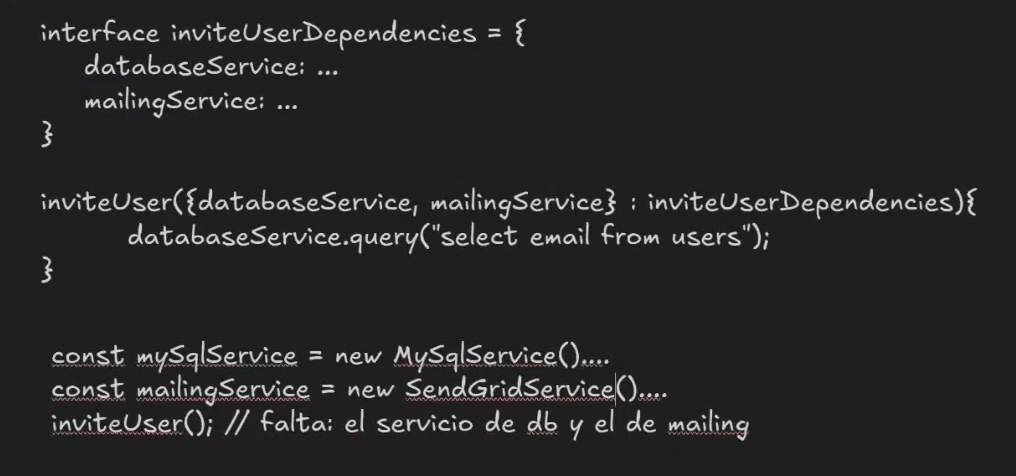 interface inviteUserDependencies = {
databaseService: ...
mailingService: ...
}
inviteUser({databaseService, mailingService} : inviteUserDependencies){
databaseService.query("select email from users");
}
const mySqlService = new MySqlService()....
const mailingService = new SendGridService()....
inviteUser(); // falta: el servicio de db y el de mailing